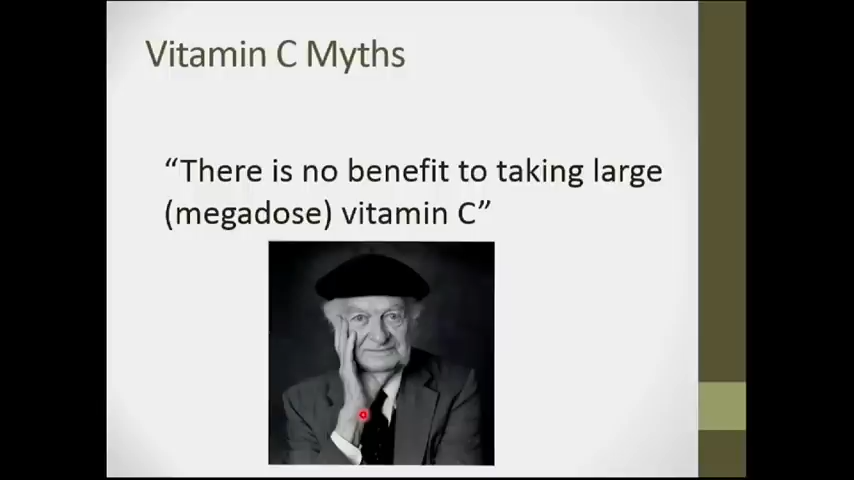 Vitamin C Myths
“There is no benefit to taking large
(megadose) vitamin C”